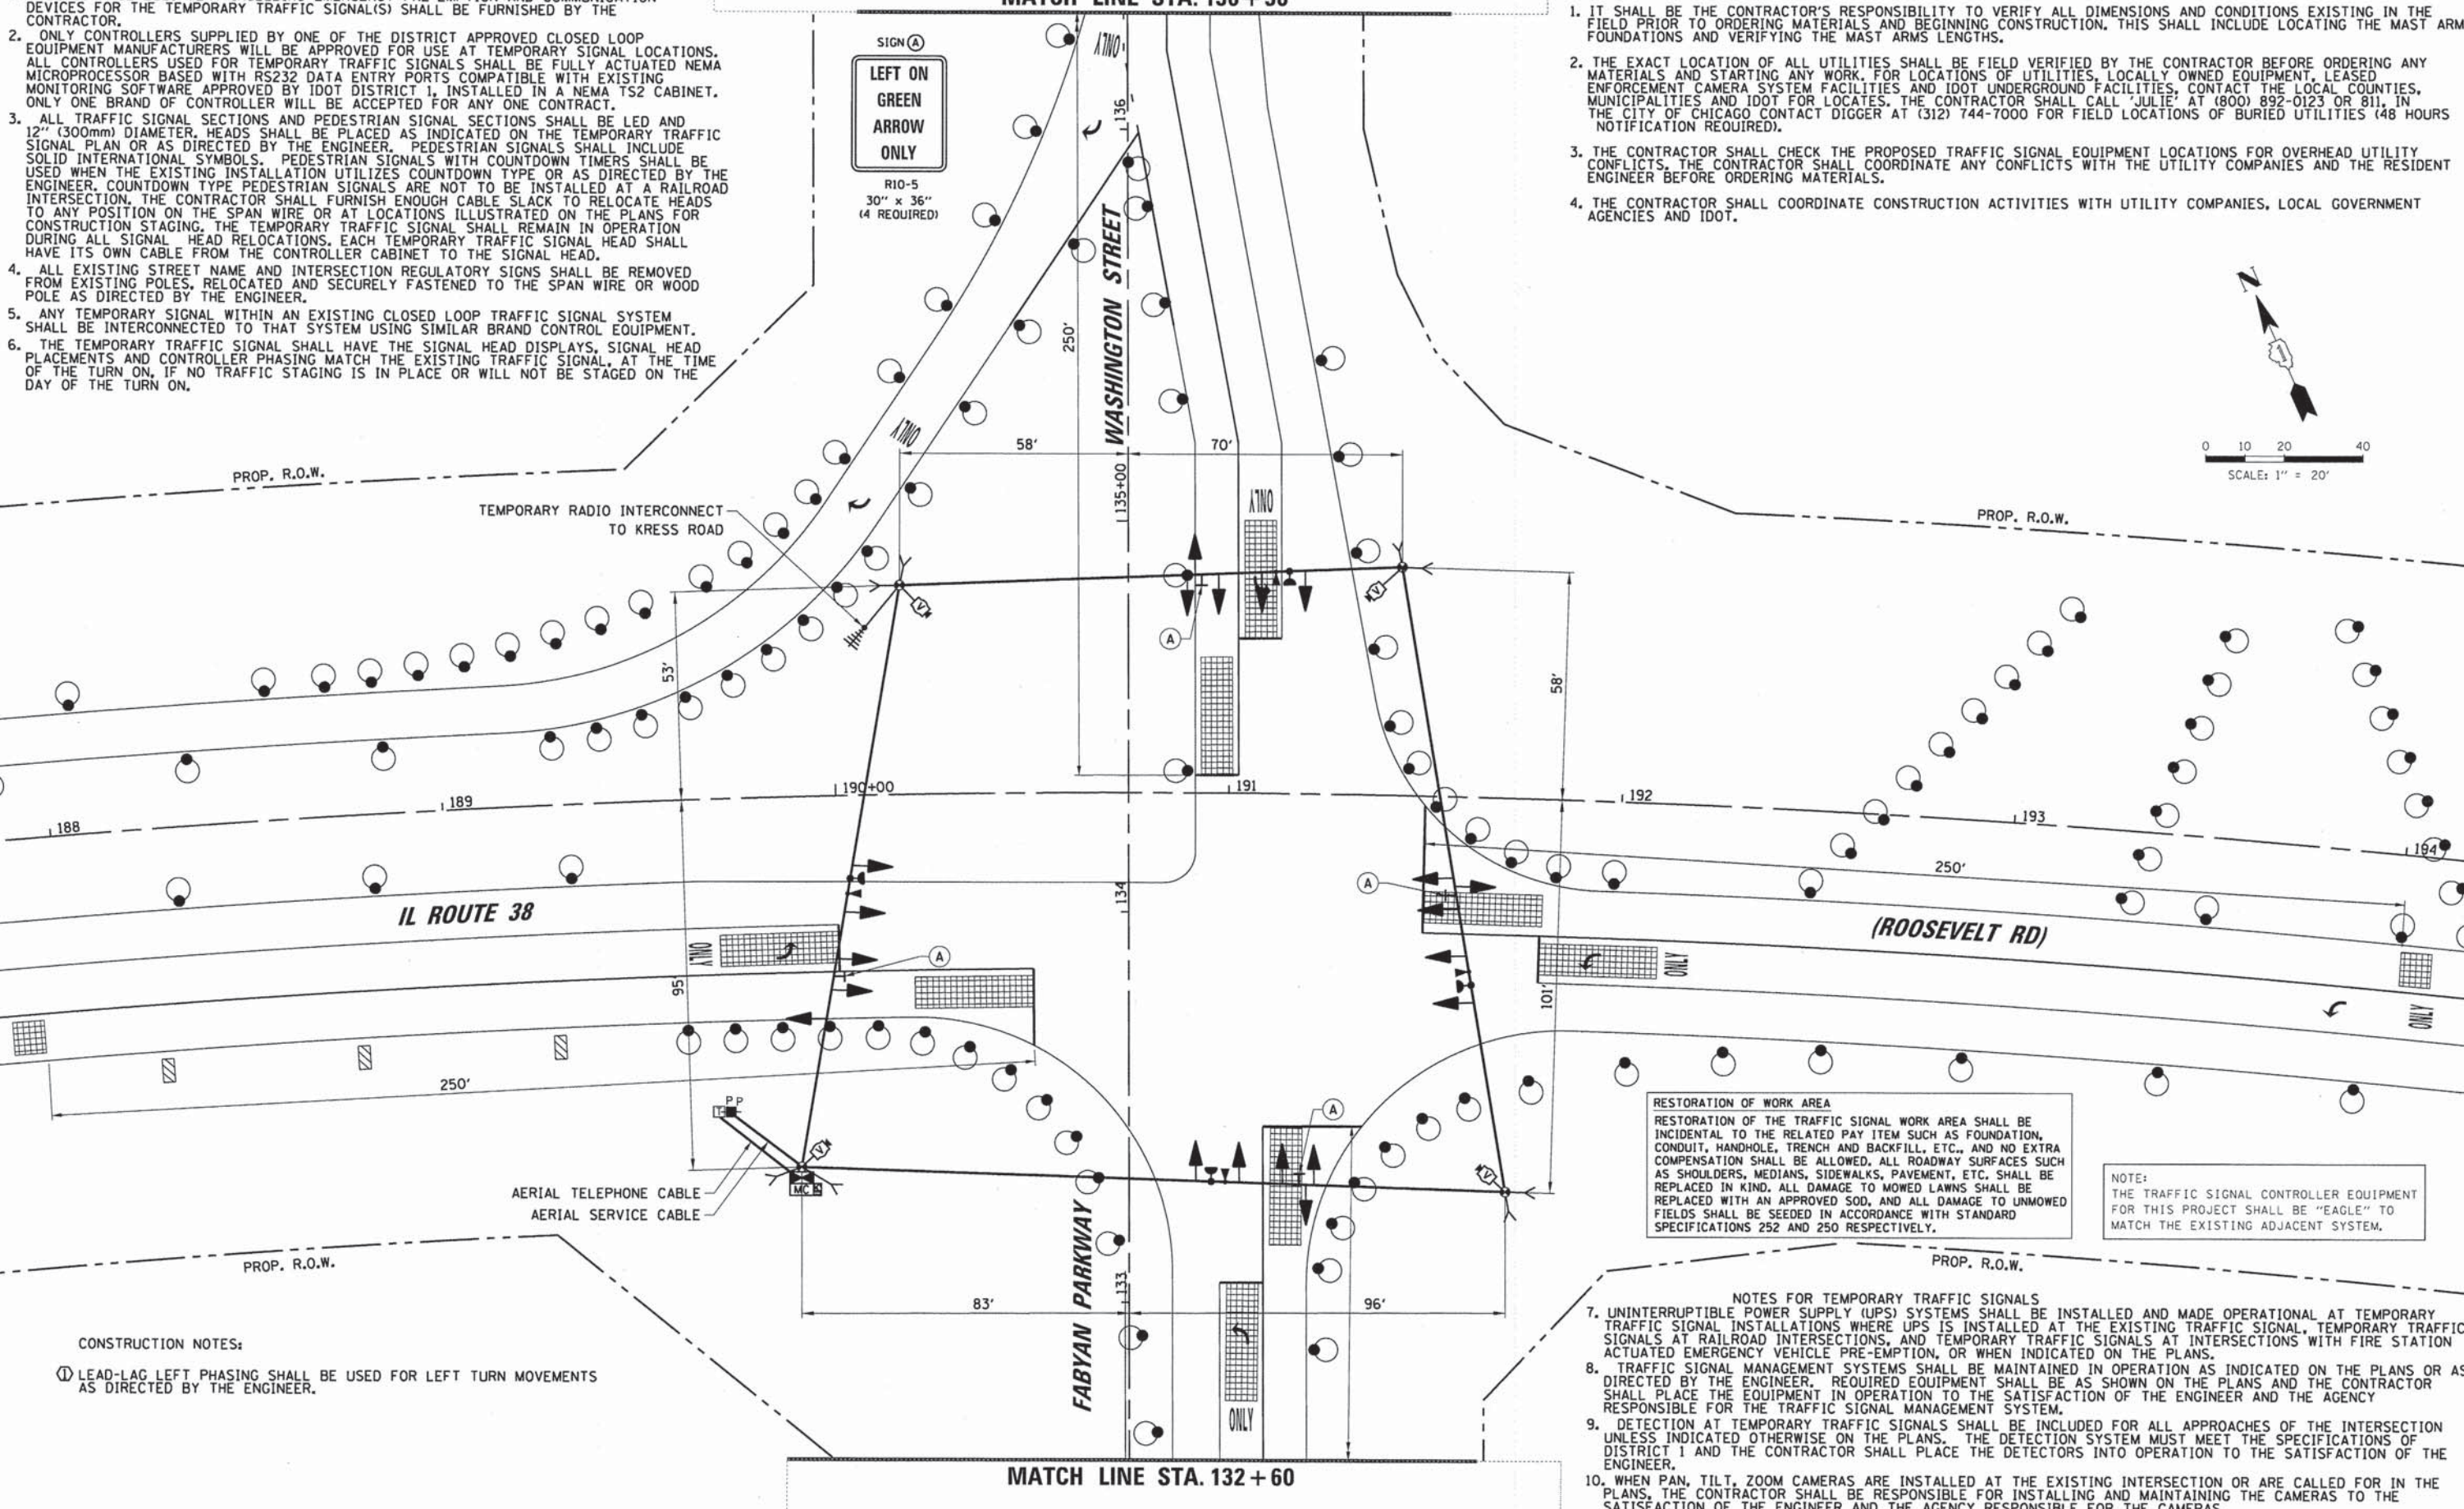 DEVICES FOR THE TEMPORARY TRAFFIC SIGNAL(S) SHALL BE FURNISHED BY THE
CONTRACTOR.
2. ONLY CONTROLLERS SUPPLIED BY ONE OF THE DISTRICT APPROVED CLOSED LOOP
EQUIPMENT MANUFACTURERS WILL BE APPROVED FOR USE AT TEMPORARY SIGNAL LOCATIONS.
ALL CONTROLLERS USED FOR TEMPORARY TRAFFIC SIGNALS SHALL BE FULLY ACTUATED NEMA
MICROPROCESSOR BASED WITH RS232 DATA ENTRY PORTS COMPATIBLE WITH EXISTING
MONITORING SOFTWARE APPROVED BY IDOT DISTRICT 1, INSTALLED IN A NEMA TS2 CABINET.
ONLY ONE BRAND OF CONTROLLER WILL BE ACCEPTED FOR ANY ONE CONTRACT.
3. ALL TRAFFIC SIGNAL SECTIONS AND PEDESTRIAN SIGNAL SECTIONS SHALL BE LED AND
12" (300mm) DIAMETER. HEADS SHALL BE PLACED AS INDICATED ON THE TEMPORARY TRAFFIC
SIGNAL PLAN OR AS DIRECTED BY THE ENGINEER. PEDESTRIAN SIGNALS SHALL INCLUDE
SOLID INTERNATIONAL SYMBOLS. PEDESTRIAN SIGNALS WITH COUNTDOWN TIMERS SHALL BE
USED WHEN THE EXISTING INSTALLATION UTILIZES COUNTDOWN TYPE OR AS DIRECTED BY THE
ENGINEER. COUNTDOWN TYPE PEDESTRIAN SIGNALS ARE NOT TO BE INSTALLED AT A RAILROAD
INTERSECTION. THE CONTRACTOR SHALL FURNISH ENOUGH CABLE SLACK TO RELOCATE HEADS
TO ANY POSITION ON THE SPAN WIRE OR AT LOCATIONS ILLUSTRATED ON THE PLANS FOR
CONSTRUCTION STAGING. THE TEMPORARY TRAFFIC SIGNAL SHALL REMAIN IN OPERATION
DURING ALL SIGNAL HEAD RELOCATIONS. EACH TEMPORARY TRAFFIC SIGNAL HEAD SHALL
HAVE ITS OWN CABLE FROM THE CONTROLLER CABINET TO THE SIGNAL HEAD.
4. ALL EXISTING STREET NAME AND INTERSECTION REGULATORY SIGNS SHALL BE REMOVED
FROM EXISTING POLES, RELOCATED AND SECURELY FASTENED TO THE SPAN WIRE OR WOOD
POLE AS DIRECTED BY THE ENGINEER.
5. ANY TEMPORARY SIGNAL WITHIN AN EXISTING CLOSED LOOP TRAFFIC SIGNAL SYSTEM
SHALL BE INTERCONNECTED TO THAT SYSTEM USING SIMILAR BRAND CONTROL EQUIPMENT.
6. THE TEMPORARY TRAFFIC SIGNAL SHALL HAVE THE SIGNAL HEAD DISPLAYS, SIGNAL HEAD
PLACEMENTS AND CONTROLLER PHASING MATCH THE EXISTING TRAFFIC SIGNAL, AT THE TIME
OF THE TURN ON, IF NO TRAFFIC STAGING IS IN PLACE OR WILL NOT BE STAGED ON THE
DAY OF THE TURN ON.
SIGN A
LEFT ON
GREEN
ARROW
ONLY
R10-5
30" x 36"
(4 REQUIRED)
1. IT SHALL BE THE CONTRACTOR'S RESPONSIBILITY TO VERIFY ALL DIMENSIONS AND CONDITIONS EXISTING IN THE
FIELD PRIOR TO ORDERING MATERIALS AND BEGINNING CONSTRUCTION. THIS SHALL INCLUDE LOCATING THE MAST ARM
FOUNDATIONS AND VERIFYING THE MAST ARMS LENGTHS.
2. THE EXACT LOCATION OF ALL UTILITIES SHALL BE FIELD VERIFIED BY THE CONTRACTOR BEFORE ORDERING ANY
MATERIALS AND STARTING ANY WORK. FOR LOCATIONS OF UTILITIES, LOCALLY OWNED EQUIPMENT, LEASED
ENFORCEMENT CAMERA SYSTEM FACILITIES AND IDOT UNDERGROUND FACILITIES, CONTACT THE LOCAL COUNTIES,
MUNICIPALITIES AND IDOT FOR LOCATES. THE CONTRACTOR SHALL CALL 'JULIE' AT (800) 892-0123 OR 811, IN
THE CITY OF CHICAGO CONTACT DIGGER AT (312) 744-7000 FOR FIELD LOCATIONS OF BURIED UTILITIES (48 HOURS
NOTIFICATION REQUIRED).
3. THE CONTRACTOR SHALL CHECK THE PROPOSED TRAFFIC SIGNAL EQUIPMENT LOCATIONS FOR OVERHEAD UTILITY
CONFLICTS. THE CONTRACTOR SHALL COORDINATE ANY CONFLICTS WITH THE UTILITY COMPANIES AND THE RESIDENT
ENGINEER BEFORE ORDERING MATERIALS.
4. THE CONTRACTOR SHALL COORDINATE CONSTRUCTION ACTIVITIES WITH UTILITY COMPANIES, LOCAL GOVERNMENT
AGENCIES AND IDOT.
N
1
0 10 20 40
SCALE: 1" = 20'
ONLY
136
WASHINGTON STREET
250'
ONLY
58'
70'
135+00
ONLY
PROP. R.O.W.
TEMPORARY RADIO INTERCONNECT
TO KRESS ROAD
PROP. R.O.W.
V
V
A
53'
58'
188
189
190+00
191
192
193
194
134
IL ROUTE 38
(ROOSEVELT RD)
A
250'
ONLY
A
95'
101'
ONLY
ONLY
250'
P P
T
V
MC
AERIAL TELEPHONE CABLE
AERIAL SERVICE CABLE
A
V
FABYAN PARKWAY
133
83'
96'
ONLY
RESTORATION OF WORK AREA
RESTORATION OF THE TRAFFIC SIGNAL WORK AREA SHALL BE
INCIDENTAL TO THE RELATED PAY ITEM SUCH AS FOUNDATION,
CONDUIT, HANDHOLE, TRENCH AND BACKFILL, ETC., AND NO EXTRA
COMPENSATION SHALL BE ALLOWED. ALL ROADWAY SURFACES SUCH
AS SHOULDERS, MEDIANS, SIDEWALKS, PAVEMENT, ETC. SHALL BE
REPLACED IN KIND. ALL DAMAGE TO MOWED LAWNS SHALL BE
REPLACED WITH AN APPROVED SOD, AND ALL DAMAGE TO UNMOWED
FIELDS SHALL BE SEEDED IN ACCORDANCE WITH STANDARD
SPECIFICATIONS 252 AND 250 RESPECTIVELY.
NOTE:
THE TRAFFIC SIGNAL CONTROLLER EQUIPMENT
FOR THIS PROJECT SHALL BE "EAGLE" TO
MATCH THE EXISTING ADJACENT SYSTEM.
PROP. R.O.W.
PROP. R.O.W.
CONSTRUCTION NOTES:
1 LEAD-LAG LEFT PHASING SHALL BE USED FOR LEFT TURN MOVEMENTS
AS DIRECTED BY THE ENGINEER.
NOTES FOR TEMPORARY TRAFFIC SIGNALS
7. UNINTERRUPTIBLE POWER SUPPLY (UPS) SYSTEMS SHALL BE INSTALLED AND MADE OPERATIONAL AT TEMPORARY
TRAFFIC SIGNAL INSTALLATIONS WHERE UPS IS INSTALLED AT THE EXISTING TRAFFIC SIGNAL, TEMPORARY TRAFFIC
SIGNALS AT RAILROAD INTERSECTIONS, AND TEMPORARY TRAFFIC SIGNALS AT INTERSECTIONS WITH FIRE STATION
ACTUATED EMERGENCY VEHICLE PRE-EMPTION, OR WHEN INDICATED ON THE PLANS.
8. TRAFFIC SIGNAL MANAGEMENT SYSTEMS SHALL BE MAINTAINED IN OPERATION AS INDICATED ON THE PLANS OR AS
DIRECTED BY THE ENGINEER. REQUIRED EQUIPMENT SHALL BE AS SHOWN ON THE PLANS AND THE CONTRACTOR
SHALL PLACE THE EQUIPMENT IN OPERATION TO THE SATISFACTION OF THE ENGINEER AND THE AGENCY
RESPONSIBLE FOR THE TRAFFIC SIGNAL MANAGEMENT SYSTEM.
9. DETECTION AT TEMPORARY TRAFFIC SIGNALS SHALL BE INCLUDED FOR ALL APPROACHES OF THE INTERSECTION
UNLESS INDICATED OTHERWISE ON THE PLANS. THE DETECTION SYSTEM MUST MEET THE SPECIFICATIONS OF
DISTRICT 1 AND THE CONTRACTOR SHALL PLACE THE DETECTORS INTO OPERATION TO THE SATISFACTION OF THE
ENGINEER.
10. WHEN PAN, TILT, ZOOM CAMERAS ARE INSTALLED AT THE EXISTING INTERSECTION OR ARE CALLED FOR IN THE
PLANS, THE CONTRACTOR SHALL BE RESPONSIBLE FOR INSTALLING AND MAINTAINING THE CAMERAS TO THE
SATISFACTION OF THE ENGINEER AND THE AGENCY RESPONSIBLE FOR THE CAMERAS.
MATCH LINE STA. 132+60